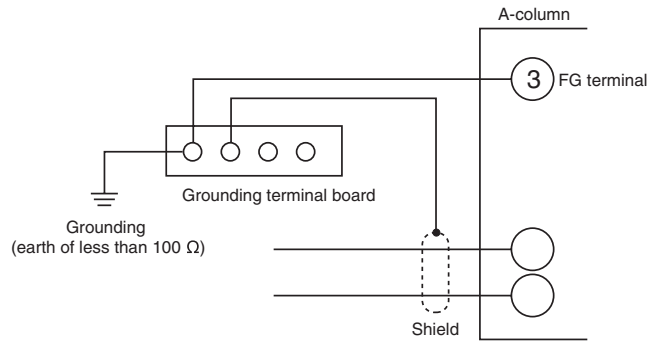 A-column
3
FG terminal
Grounding terminal board
Grounding
(earth of less than 100 Ω)
Shield